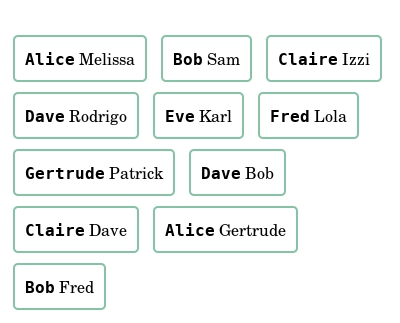 Alice Melissa Bob Sam Claire Izzi
Dave Rodrigo Eve Karl Fred Lola
Gertrude Patrick Dave Bob
Claire Dave Alice Gertrude
Bob Fred